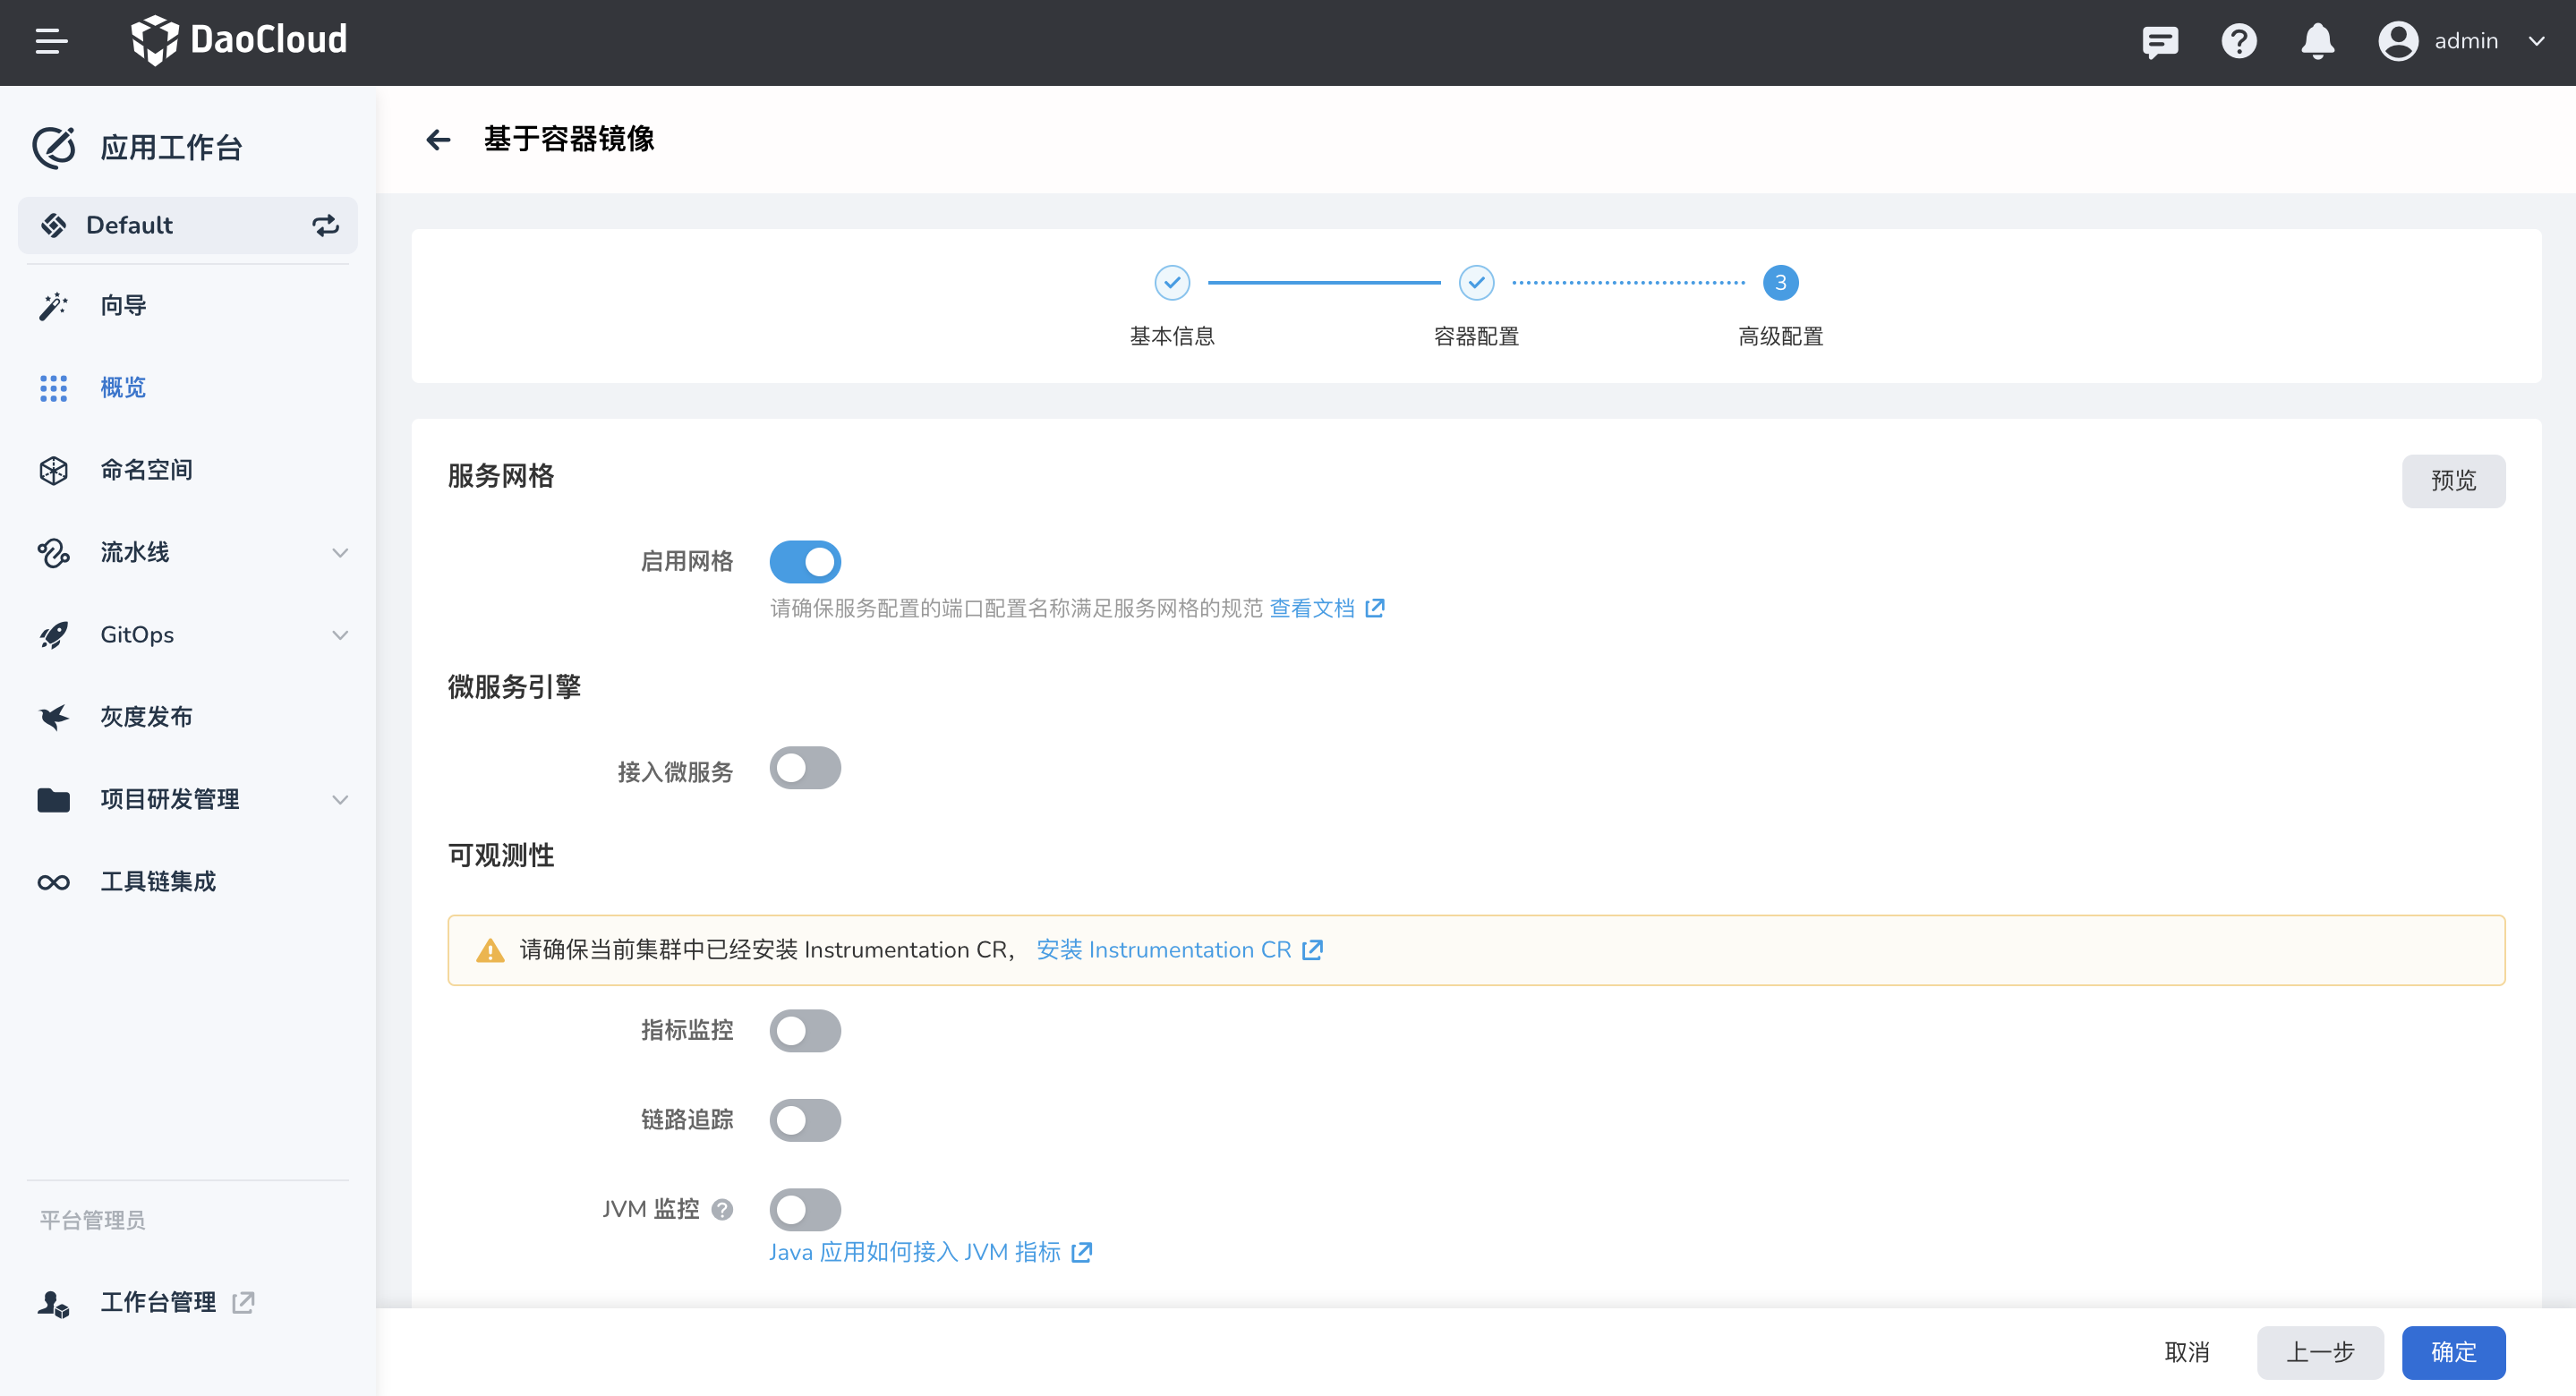 DaoCloud
admin
应用工作台
Default
向导
概览
命名空间
流水线
GitOps
灰度发布
项目研发管理
工具链集成
平台管理员
工作台管理
基于容器镜像
3
基本信息
容器配置
高级配置
服务网格
预览
启用网格
请确保服务配置的端口配置名称满足服务网格的规范 查看文档
微服务引擎
接入微服务
可观测性
请确保当前集群中已经安装 Instrumentation CR， 安装 Instrumentation CR
指标监控
链路追踪
JVM 监控
Java 应用如何接入 JVM 指标
取消
上一步
确定